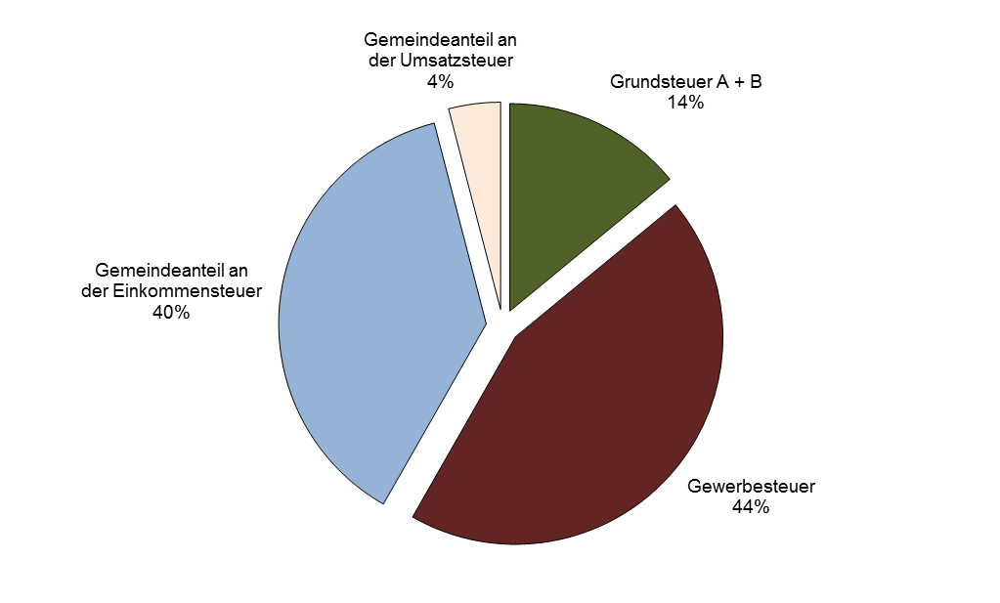 Gemeindeanteil an
der Umsatzsteuer
4%
Grundsteuer A + B
14%
Gemeindeanteil an
der Einkommensteuer
40%
Gewerbesteuer
44%